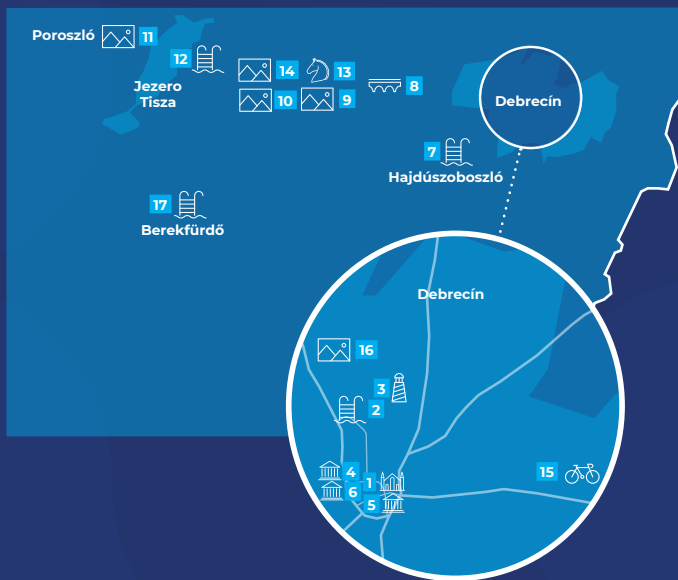 Poroszló 11
12
Jezero
Tisza
14 13
10 9
8
Debrecín
7
Hajdúszoboszló
17
Berekfürdő
Debrecín
16
3
2
4 1
6
5
15